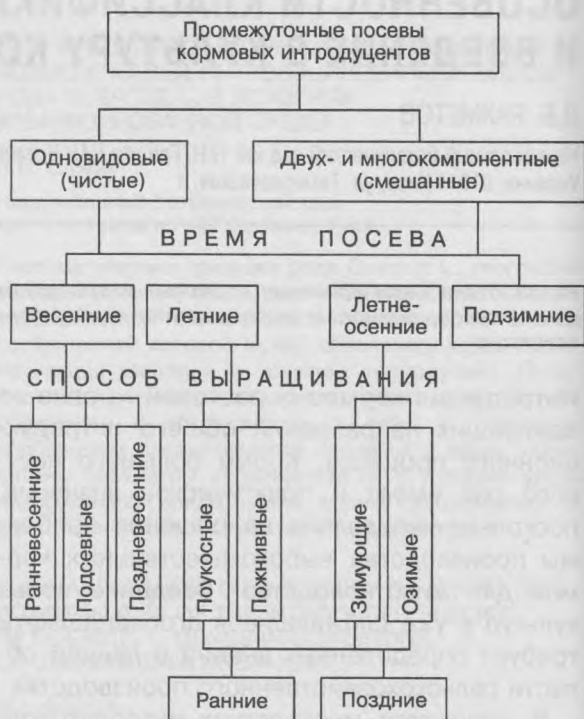 Промежуточные посевы
кормовых интродуцентов
Одновидовые
(чистые)
Двух- и многокомпонентные
(смешанные)
ВРЕМЯ ПОСЕВА
Весенние
Летние
Летне-
осенние
Подзимние
СПОСОБ ВЫРАЩИВАНИЯ
Ранневесенние
Подсевные
Поздневесенние
Поукосные
Пожнивные
Зимующие
Озимые
Ранние
Поздние